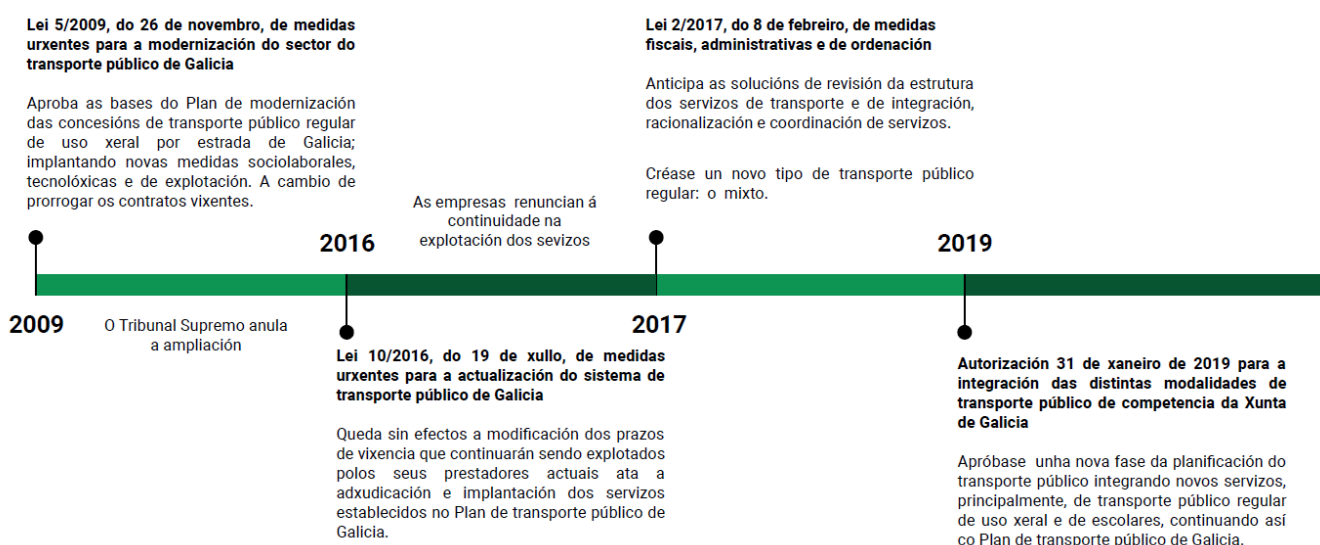 Lei 5/2009, do 26 de novembro, de medidas
urxentes para a modernización do sector do
transporte público de Galicia
Aproba as bases do Plan de modernización
das concesións de transporte público regular
de uso xeral por estrada de Galicia;
implantando novas medidas sociolaborales,
tecnolóxicas e de explotación. A cambio de
prorrogar os contratos vixentes.
2009
O Tribunal Supremo anula
a ampliación
2016
Lei 10/2016, do 19 de xullo, de medidas
urxentes para a actualización do sistema de
transporte público de Galicia
Queda sin efectos a modificación dos prazos
de vixencia que continuarán sendo explotados
polos seus prestadores actuais ata a
adxudicación e implantación dos servizos
establecidos no Plan de transporte público de
Galicia.
As empresas renuncian á
continuidade na
explotación dos sevizos
Lei 2/2017, do 8 de febreiro, de medidas
fiscais, administrativas e de ordenación
Anticipa as solucións de revisión da estrutura
dos servizos de transporte e de integración,
racionalización e coordinación de servizos.
Créase un novo tipo de transporte público
regular: o mixto.
2017
2019
Autorización 31 de xaneiro de 2019 para a
integración das distintas modalidades de
transporte público de competencia da Xunta
de Galicia
Apróbase unha nova fase da planificación do
transporte público integrando novos servizos,
principalmente, de transporte público regular
de uso xeral e de escolares, continuando así
co Plan de transporte público de Galicia.